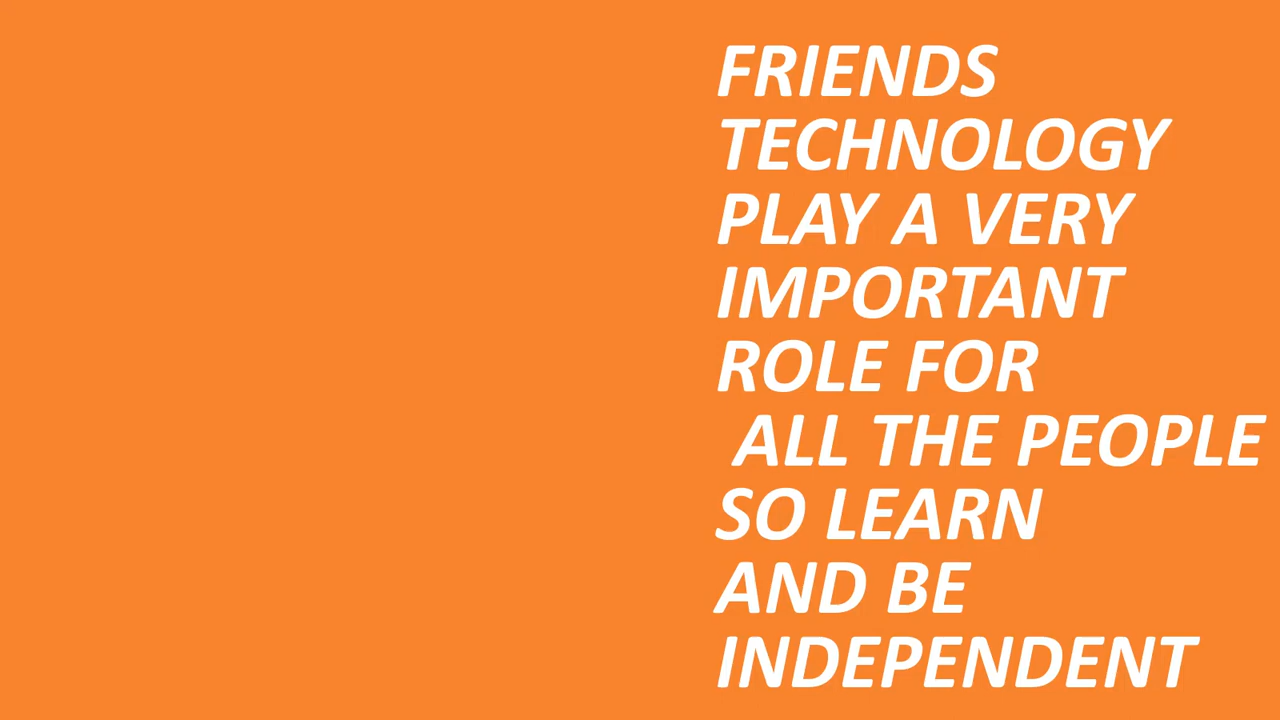 FRIENDS
TECHNOLOGY
PLAY A VERY
IMPORTANT
ROLE FOR
ALL THE PEOPLE
SO LEARN
AND BE
INDEPENDENT